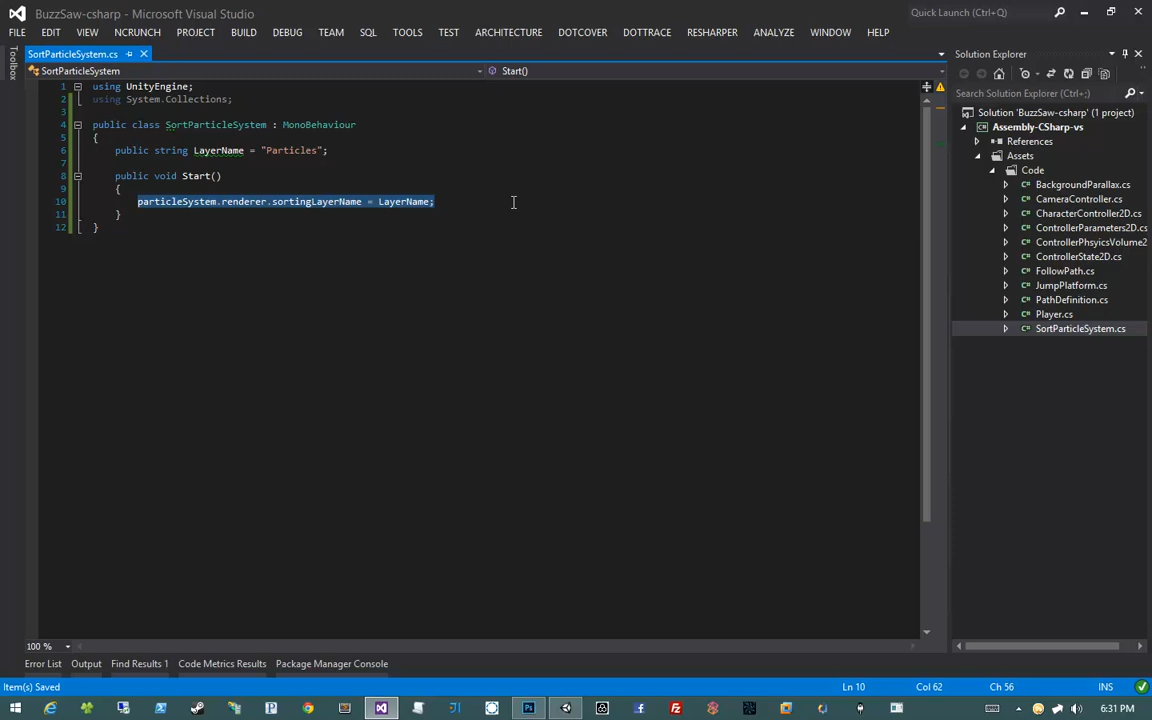 BuzzSaw-csharp - Microsoft Visual Studio
Quick Launch (Ctrl+Q)
FILE EDIT VIEW NCRUNCH PROJECT BUILD DEBUG TEAM SQL TOOLS TEST ARCHITECTURE DOTCOVER DOTTRACE RESHARPER ANALYZE WINDOW HELP
Toolbox
SortParticleSystem.cs
SortParticleSystem
Start()
1 using UnityEngine;
2 using System.Collections;
3
4 public class SortParticleSystem : MonoBehaviour
5 {
6 public string LayerName = "Particles";
7
8 public void Start()
9 {
10 particleSystem.renderer.sortingLayerName = LayerName;
11 }
12 }
Solution Explorer
Search Solution Explorer (Ctrl+;)
Solution 'BuzzSaw-csharp' (1 project)
Assembly-CSharp-vs
References
Assets
Code
BackgroundParallax.cs
CameraController.cs
CharacterController2D.cs
ControllerParameters2D.cs
ControllerPhsyicsVolume2
ControllerState2D.cs
FollowPath.cs
JumpPlatform.cs
PathDefinition.cs
Player.cs
SortParticleSystem.cs
100 %
Error List Output Find Results 1 Code Metrics Results Package Manager Console
Item(s) Saved Ln 10 Col 62 Ch 56 INS
6:31 PM